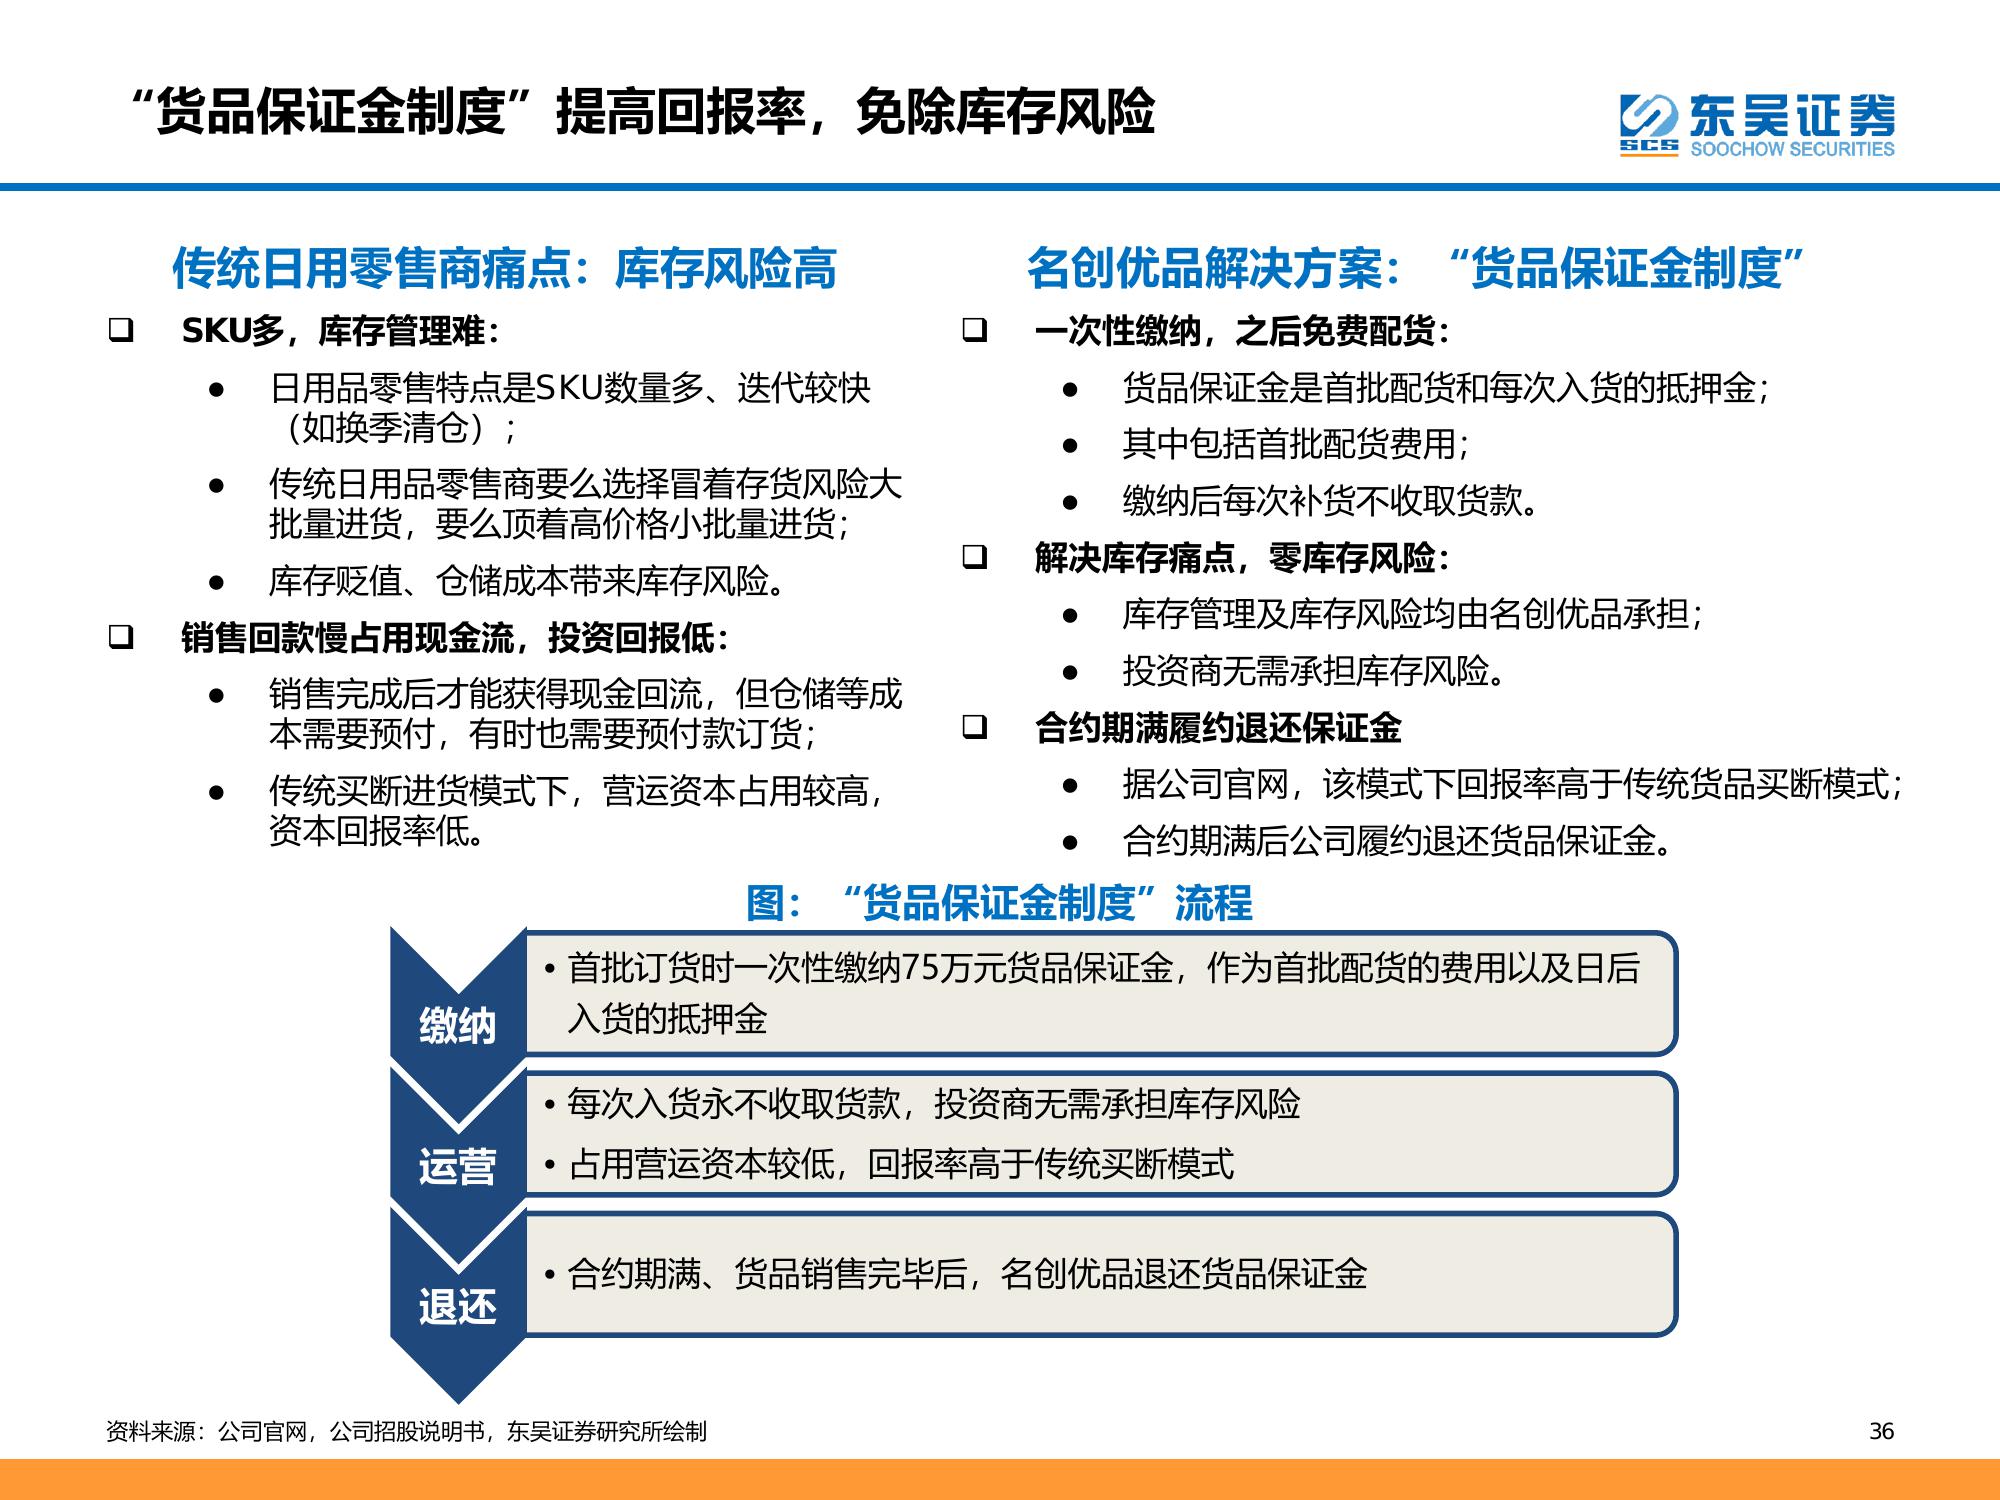 “货品保证金制度”提高回报率，免除库存风险
东吴证券
SCS
SOOCHOW SECURITIES
传统日用零售商痛点：库存风险高
SKU多，库存管理难：
日用品零售特点是SKU数量多、迭代较快
（如换季清仓）；
传统日用品零售商要么选择冒着存货风险大
批量进货，要么顶着高价格小批量进货；
库存贬值、仓储成本带来库存风险。
销售回款慢占用现金流，投资回报低：
销售完成后才能获得现金回流，但仓储等成
本需要预付，有时也需要预付款订货；
传统买断进货模式下，营运资本占用较高，
资本回报率低。
名创优品解决方案：“货品保证金制度”
一次性缴纳，之后免费配货：
货品保证金是首批配货和每次入货的抵押金；
其中包括首批配货费用；
缴纳后每次补货不收取货款。
解决库存痛点，零库存风险：
库存管理及库存风险均由名创优品承担；
投资商无需承担库存风险。
合约期满履约退还保证金
据公司官网，该模式下回报率高于传统货品买断模式；
合约期满后公司履约退还货品保证金。
图：“货品保证金制度”流程
缴纳
• 首批订货时一次性缴纳75万元货品保证金，作为首批配货的费用以及日后
入货的抵押金
运营
• 每次入货永不收取货款，投资商无需承担库存风险
• 占用营运资本较低，回报率高于传统买断模式
退还
• 合约期满、货品销售完毕后，名创优品退还货品保证金
资料来源：公司官网，公司招股说明书，东吴证券研究所绘制
36